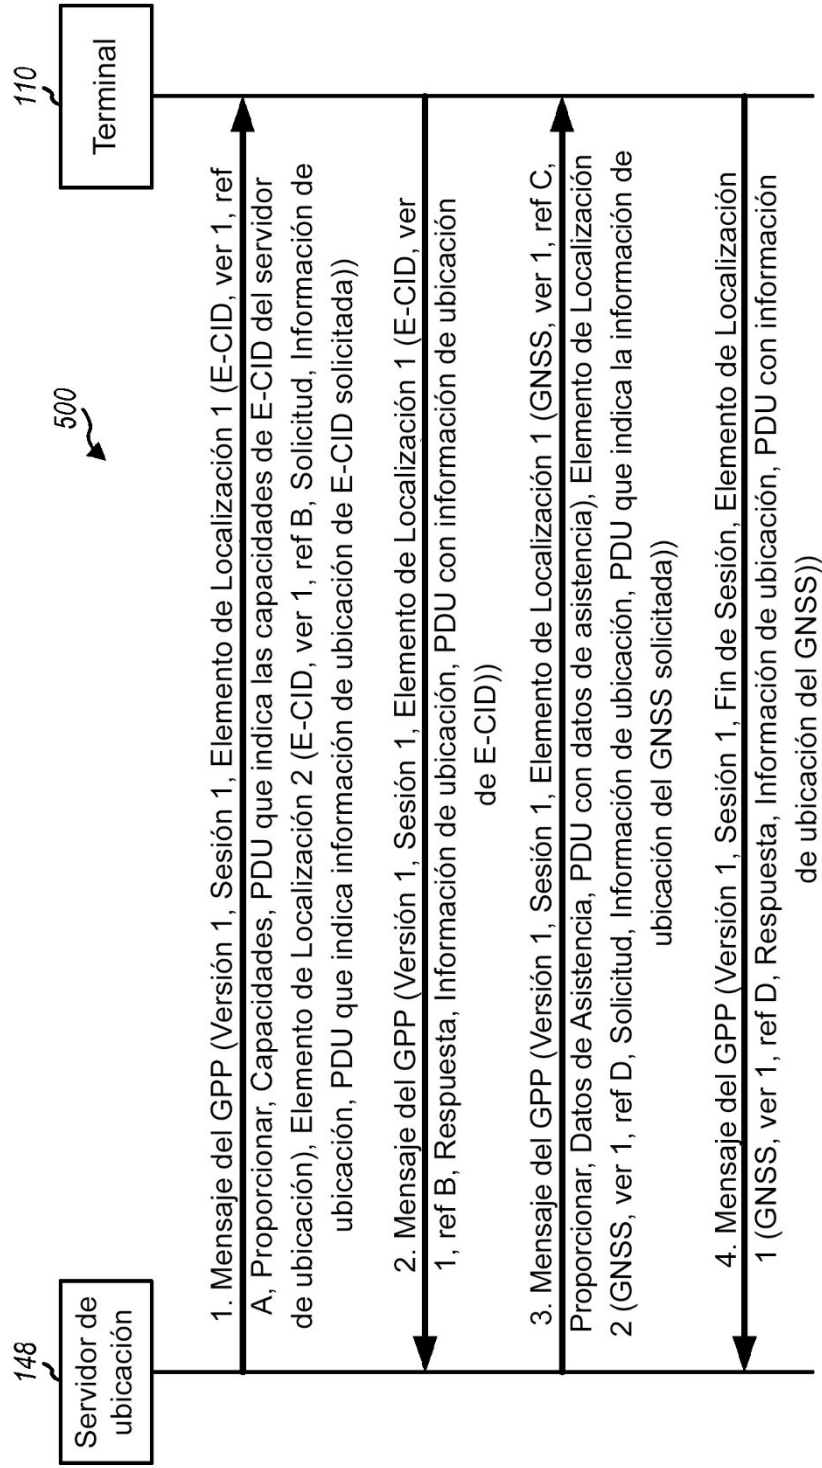 500
148
Servidor de
ubicación
110
Terminal
1. Mensaje del GPP (Versión 1, Sesión 1, Elemento de Localización 1 (E-CID, ver 1, ref
A, Proporcionar, Capacidades, PDU que indica las capacidades de E-CID del servidor
de ubicación), Elemento de Localización 2 (E-CID, ver 1, ref B, Solicitud, Información de
ubicación, PDU que indica información de ubicación de E-CID solicitada))
2. Mensaje del GPP (Versión 1, Sesión 1, Elemento de Localización 1 (E-CID, ver
1, ref B, Respuesta, Información de ubicación, PDU con información de ubicación
de E-CID))
3. Mensaje del GPP (Versión 1, Sesión 1, Elemento de Localización 1 (GNSS, ver 1, ref C,
Proporcionar, Datos de Asistencia, PDU con datos de asistencia), Elemento de Localización
2 (GNSS, ver 1, ref D, Solicitud, Información de ubicación, PDU que indica la información de
ubicación del GNSS solicitada))
4. Mensaje del GPP (Versión 1, Sesión 1, Fin de Sesión, Elemento de Localización
1 (GNSS, ver 1, ref D, Respuesta, Información de ubicación, PDU con información
de ubicación del GNSS))